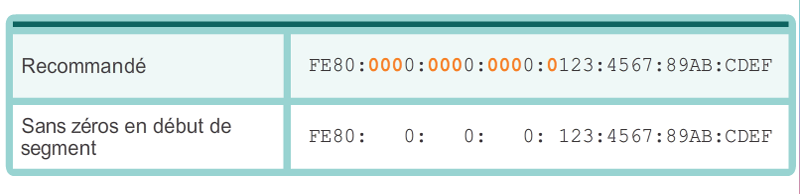 Recommandé FE80:0000:0000:0000:0123:4567:89AB:CDEF
Sans zéros en début de
segment FE80:   0:   0:   0: 123:4567:89AB:CDEF